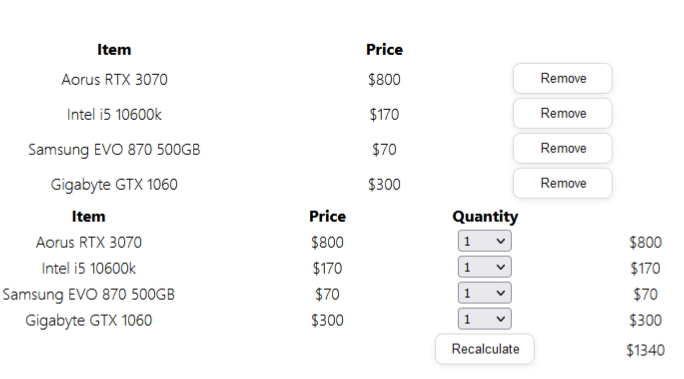 Item Price
Aorus RTX 3070 $800 Remove
Intel i5 10600k $170 Remove
Samsung EVO 870 500GB $70 Remove
Gigabyte GTX 1060 $300 Remove
Item Price Quantity
Aorus RTX 3070 $800 1 $800
Intel i5 10600k $170 1 $170
Samsung EVO 870 500GB $70 1 $70
Gigabyte GTX 1060 $300 1 $300
Recalculate $1340